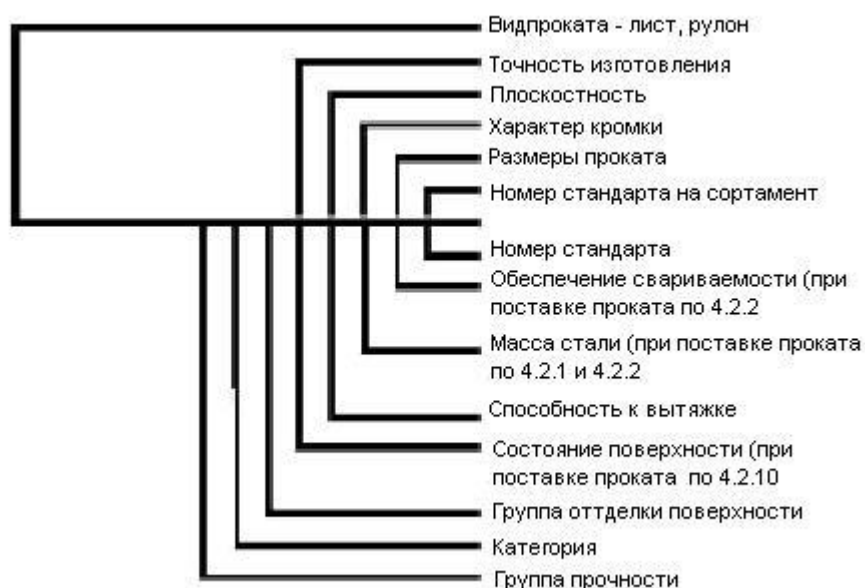 Видпроката - лист, рулон
Точность изготовления
Плоскостность
Характер кромки
Размеры проката
Номер стандарта на сортамент
Номер стандарта
Обеспечение свариваемости (при
поставке проката по 4.2.2
Масса стали (при поставке проката
по 4.2.1 и 4.2.2
Способность к вытяжке
Состояние поверхности (при
поставке проката по 4.2.10
Группа оттделки поверхности
Категория
Группа прочности